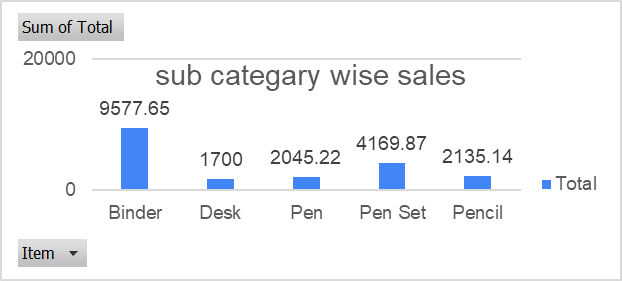 Sum of Total
20000
sub categary wise sales
9577.65
1700
2045.22
4169.87
2135.14
0
Binder
Desk
Pen
Pen Set
Pencil
Total
Item